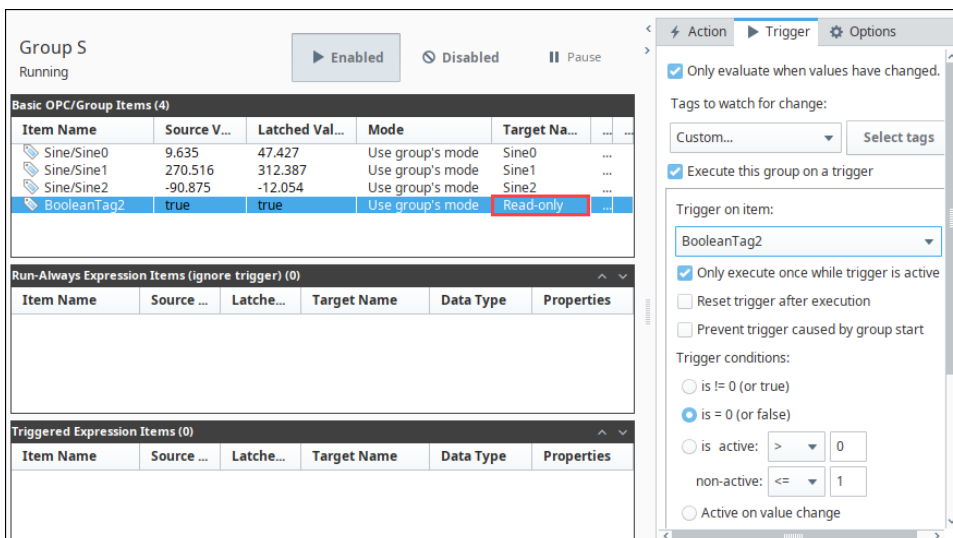 Group S
Running
Enabled
Disabled
Pause
Basic OPC/Group Items (4)
Item Name Source V... Latched Val... Mode Target Na... ... ...
Sine/Sine0 9.635 47.427 Use group's mode Sine0 ...
Sine/Sine1 270.516 312.387 Use group's mode Sine1 ...
Sine/Sine2 -90.875 -12.054 Use group's mode Sine2 ...
BooleanTag2 true true Use group's mode Read-only ...
Run-Always Expression Items (ignore trigger) (0)
Item Name Source ... Latche... Target Name Data Type Properties
Triggered Expression Items (0)
Item Name Source ... Latche... Target Name Data Type Properties
Action Trigger Options
Only evaluate when values have changed.
Tags to watch for change:
Custom... Select tags
Execute this group on a trigger
Trigger on item:
BooleanTag2
Only execute once while trigger is active
Reset trigger after execution
Prevent trigger caused by group start
Trigger conditions:
is != 0 (or true)
is = 0 (or false)
is active: > 0
non-active: <= 1
Active on value change